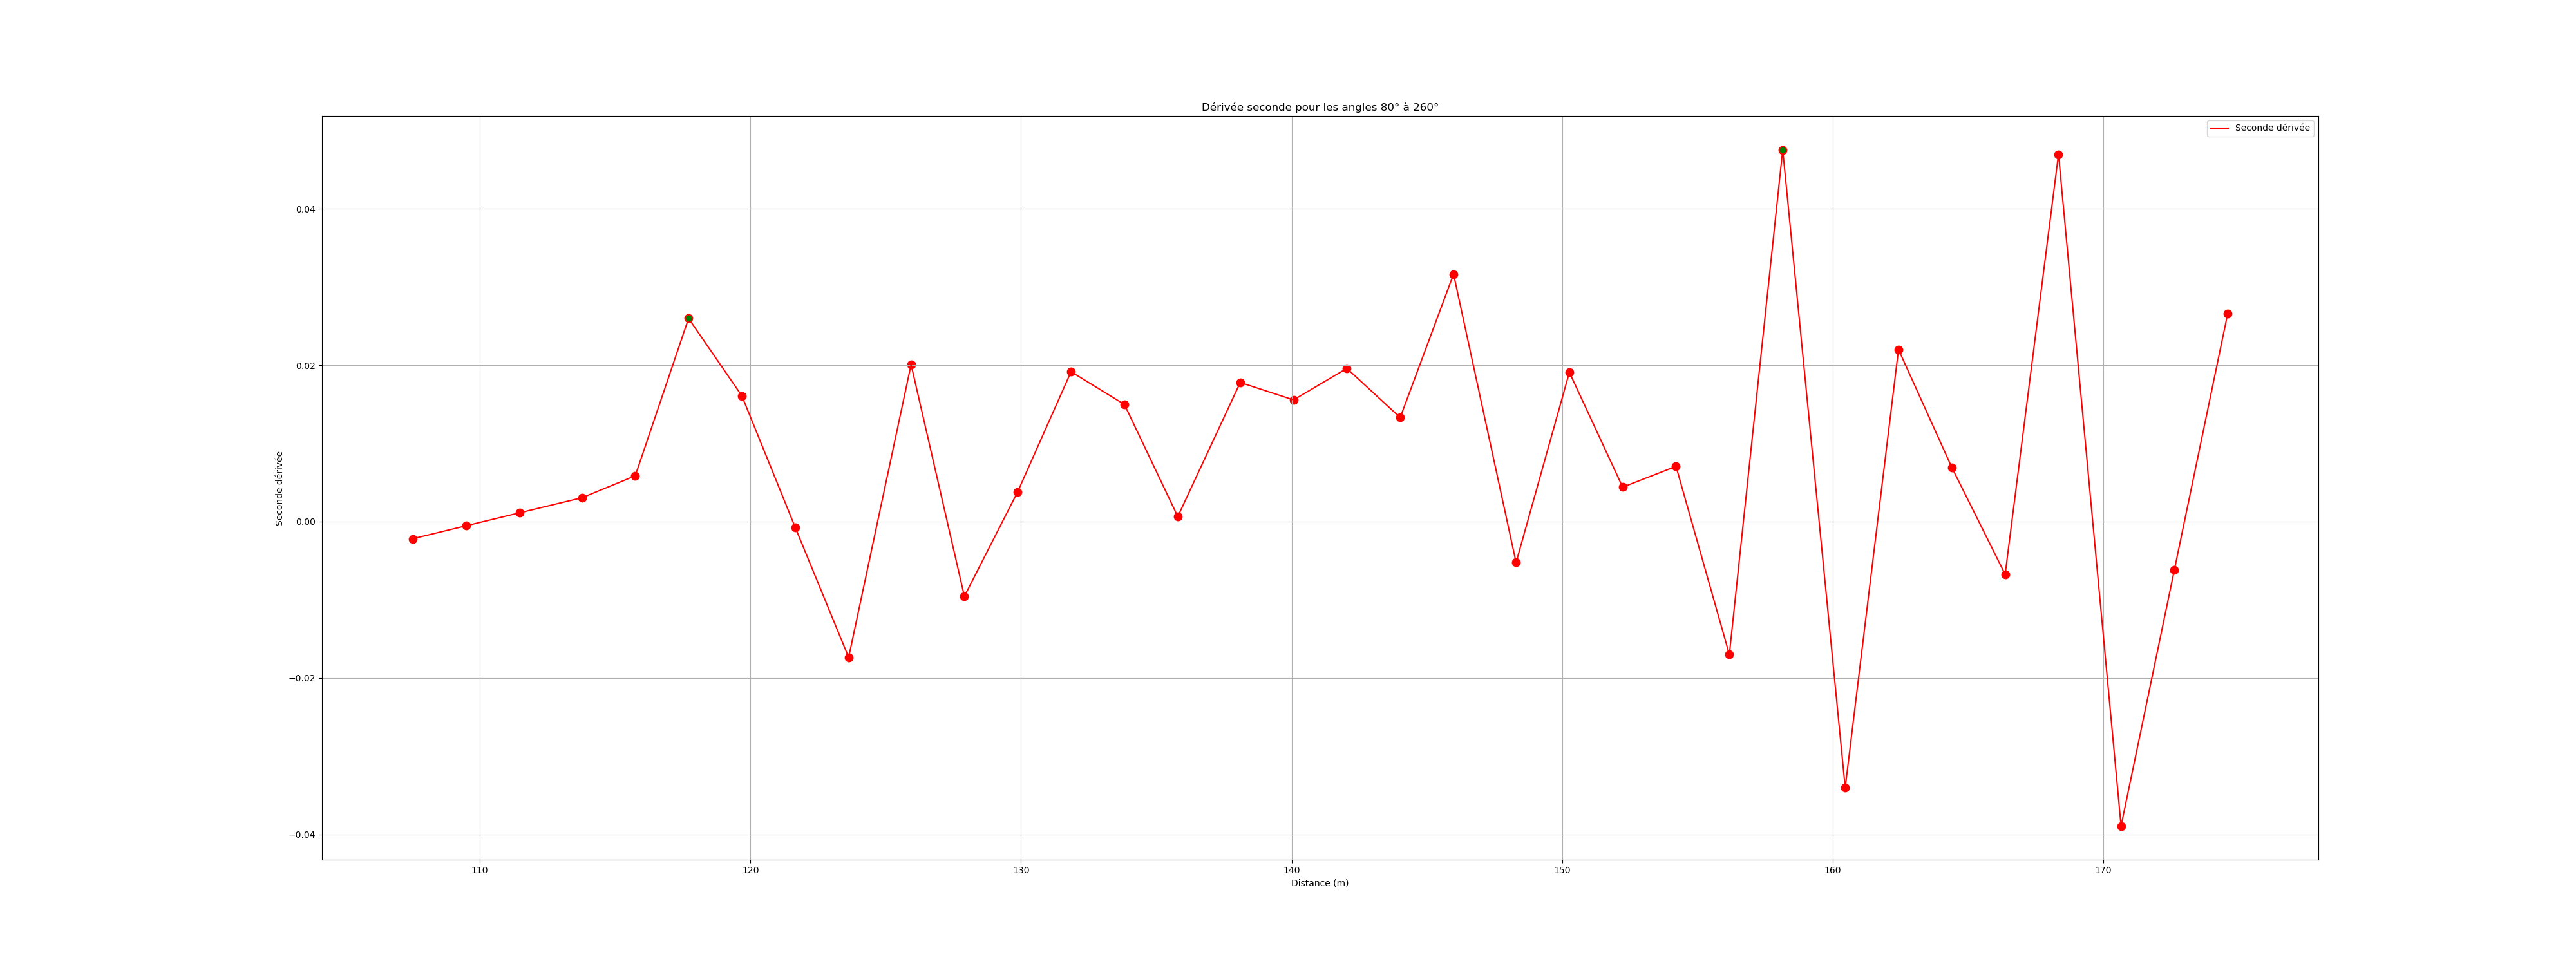 Dérivée seconde pour les angles 80° à 260°
Seconde dérivée
0.04
0.02
0.00
−0.02
−0.04
Seconde dérivée
110 120 130 140 150 160 170
Distance (m)